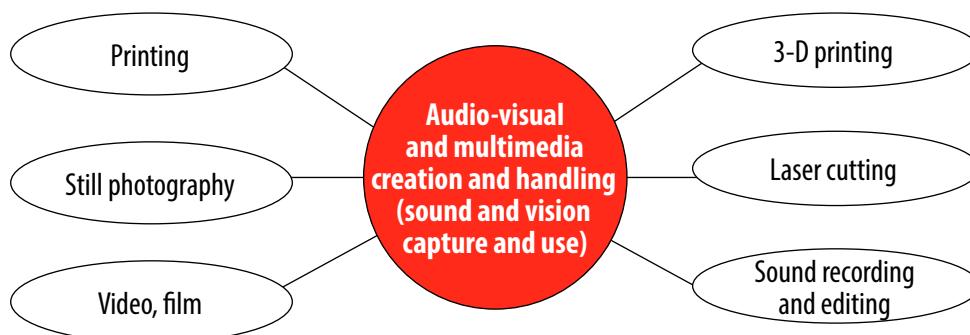 Printing
Still photography
Video, film
Audio-visual
and multimedia
creation and handling
(sound and vision
capture and use)
3-D printing
Laser cutting
Sound recording
and editing